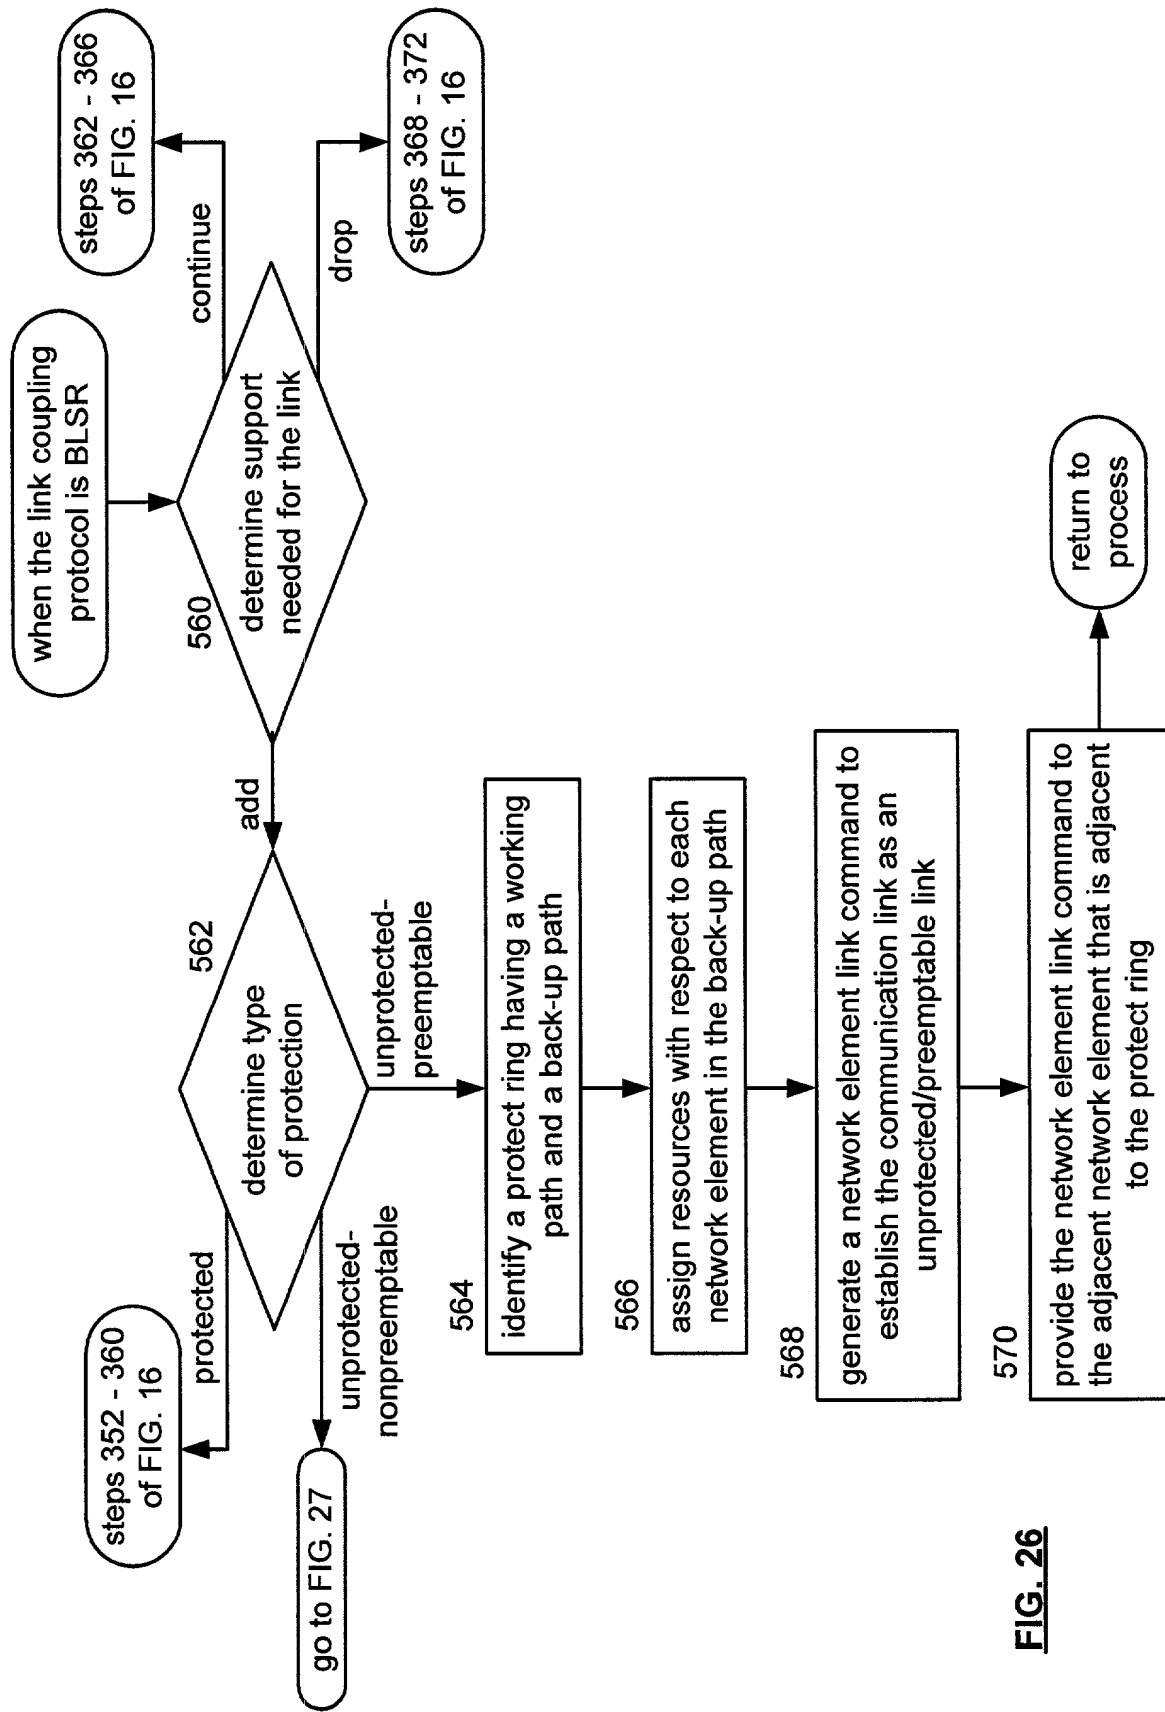 when the link coupling
protocol is BLSR
560
determine support
needed for the link
continue
steps 362 - 366
of FIG. 16
drop
steps 368 - 372
of FIG. 16
add
562
determine type
of protection
protected
steps 352 - 360
of FIG. 16
unprotected-
nonpreemptable
go to FIG. 27
unprotected-
preemptable
564
identify a protect ring having a working
path and a back-up path
566
assign resources with respect to each
network element in the back-up path
568
generate a network element link command to
establish the communication link as an
unprotected/preemptable link
570
provide the network element link command to
the adjacent network element that is adjacent
to the protect ring
return to
process
FIG. 26